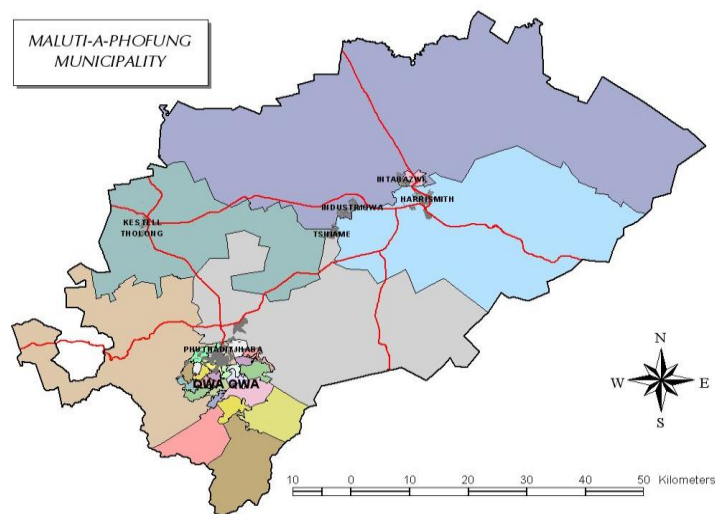 MALUTI-A-PHOFUNG
MUNICIPALITY
INTABAZWE
HARRISMITH
INDUSTRIQWA
KESTELL
THOLONG
TSHIAME
PHUTHADITJHABA
QWA QWA
N
W E
S
10 0 10 20 30 40 50 Kilometers